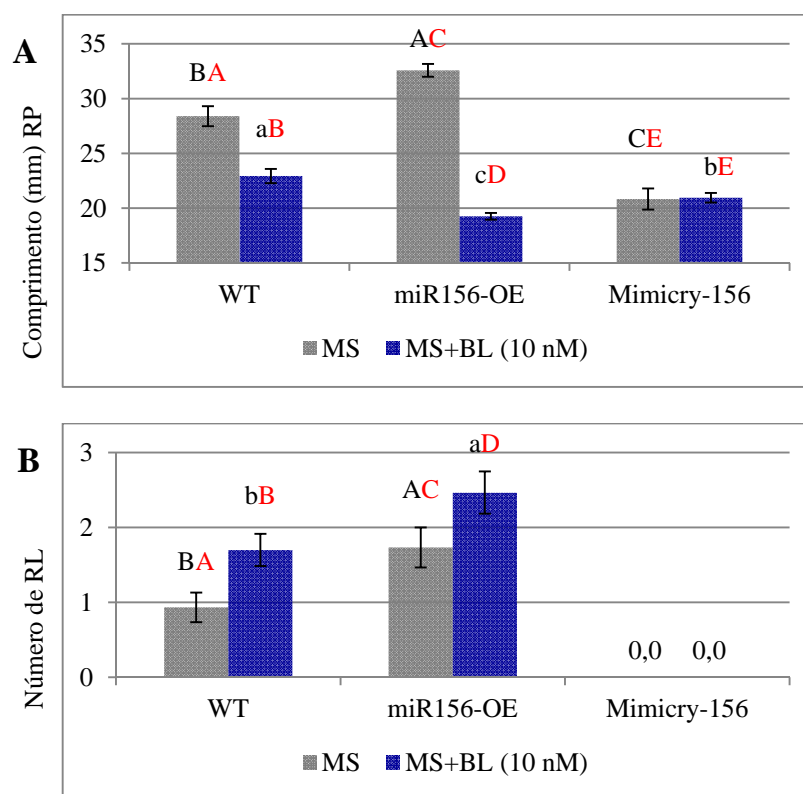 A
Comprimento (mm) RP
35
30
25
20
15
BA
aB
AC
cD
CE
bE
WT miR156-OE Mimicry-156
MS MS+BL (10 nM)
B
Número de RL
3
2
1
0
BA
bB
AC
aD
0,0 0,0
WT miR156-OE Mimicry-156
MS MS+BL (10 nM)